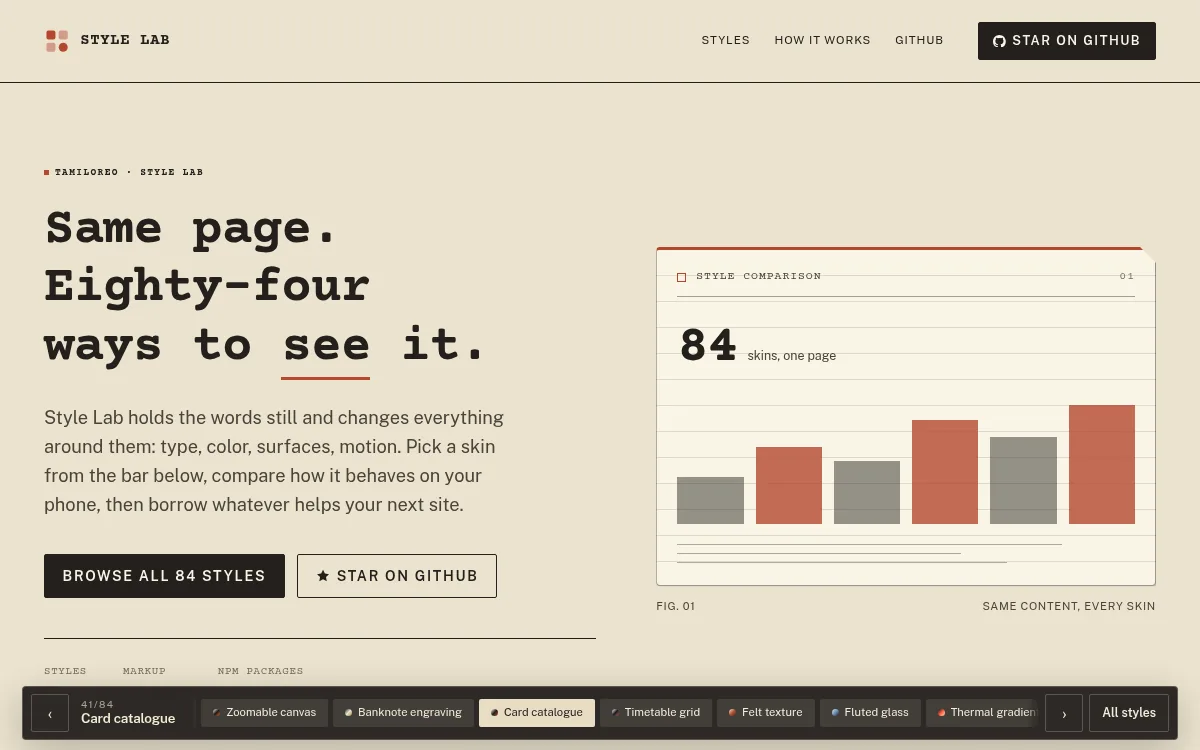 STYLE LAB
STYLES
HOW IT WORKS
GITHUB
STAR ON GITHUB
TAMILOREO · STYLE LAB
Same page.
Eighty-four
ways to see it.
Style Lab holds the words still and changes everything
around them: type, color, surfaces, motion. Pick a skin
from the bar below, compare how it behaves on your
phone, then borrow whatever helps your next site.
BROWSE ALL 84 STYLES
STAR ON GITHUB
STYLE COMPARISON
01
84 skins, one page
FIG. 01
SAME CONTENT, EVERY SKIN
STYLES
MARKUP
NPM PACKAGES
‹
41/84
Card catalogue
Zoomable canvas
Banknote engraving
Card catalogue
Timetable grid
Felt texture
Fluted glass
Thermal gradien
›
All styles